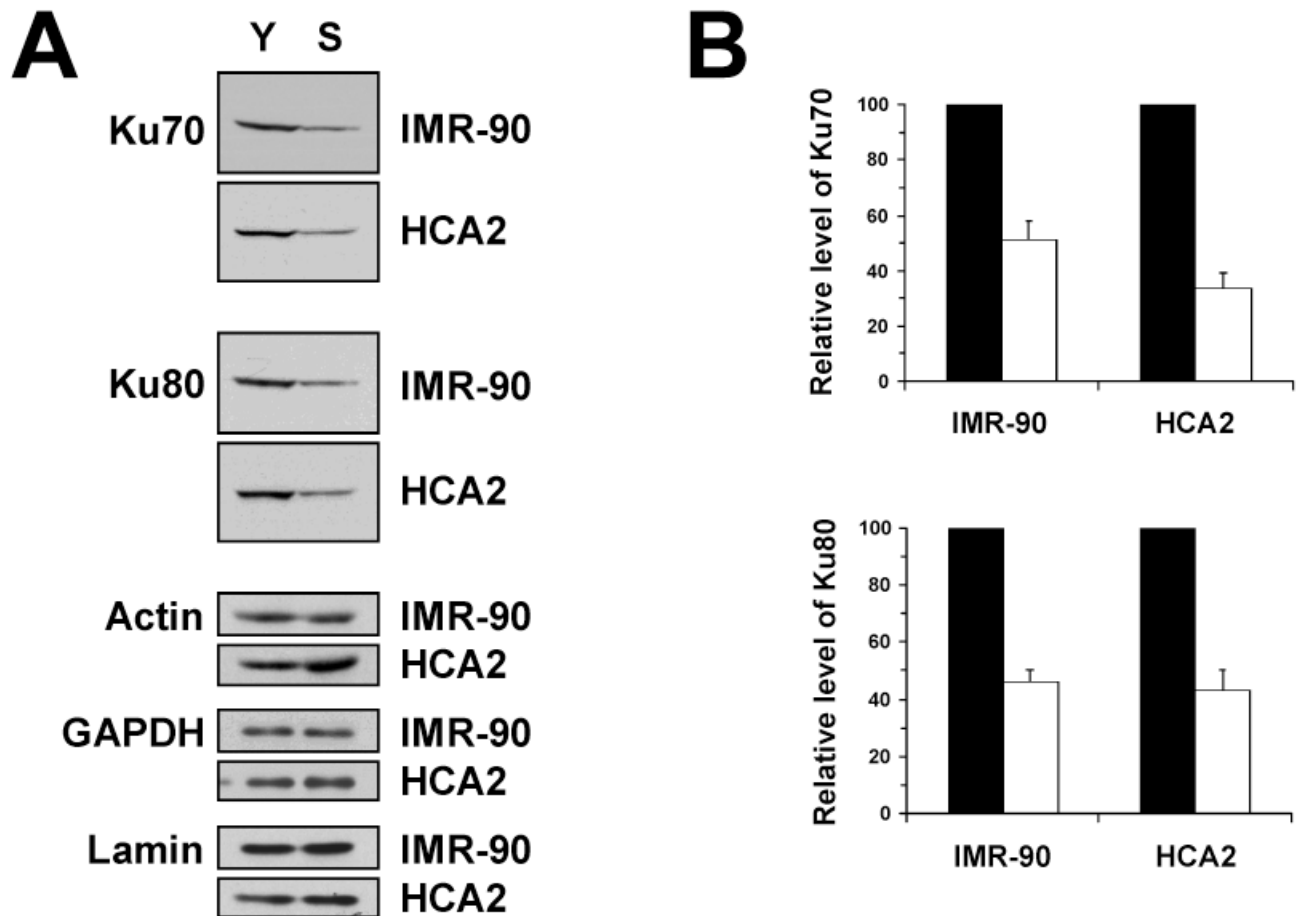 A
Y S
Ku70
IMR-90
HCA2
Ku80
IMR-90
HCA2
Actin
IMR-90
HCA2
GAPDH
IMR-90
HCA2
Lamin
IMR-90
HCA2
B
Relative level of Ku70
100
80
60
40
20
0
IMR-90 HCA2
Relative level of Ku80
100
80
60
40
20
0
IMR-90 HCA2